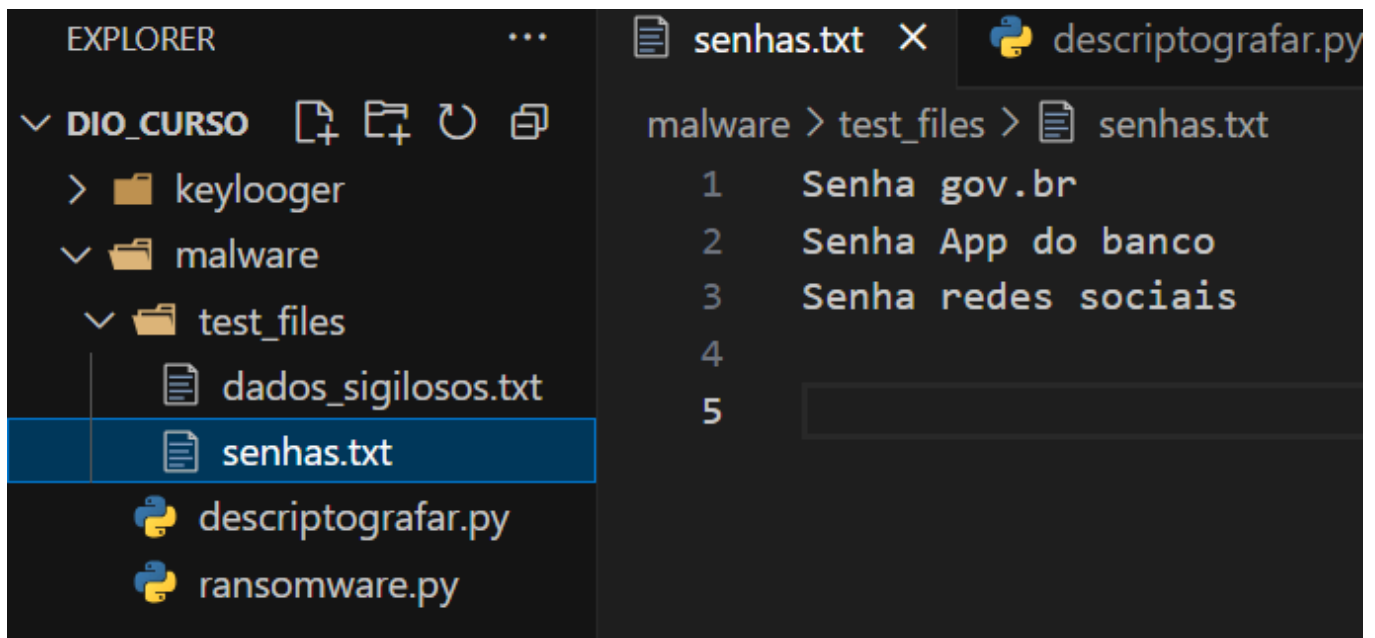 EXPLORER ...
DIO_CURSO
keylooger
malware
test_files
dados_sigilosos.txt
senhas.txt
descriptografar.py
ransomware.py
senhas.txt descriptografar.py
malware > test_files > senhas.txt
1 Senha gov.br
2 Senha App do banco
3 Senha redes sociais
4
5